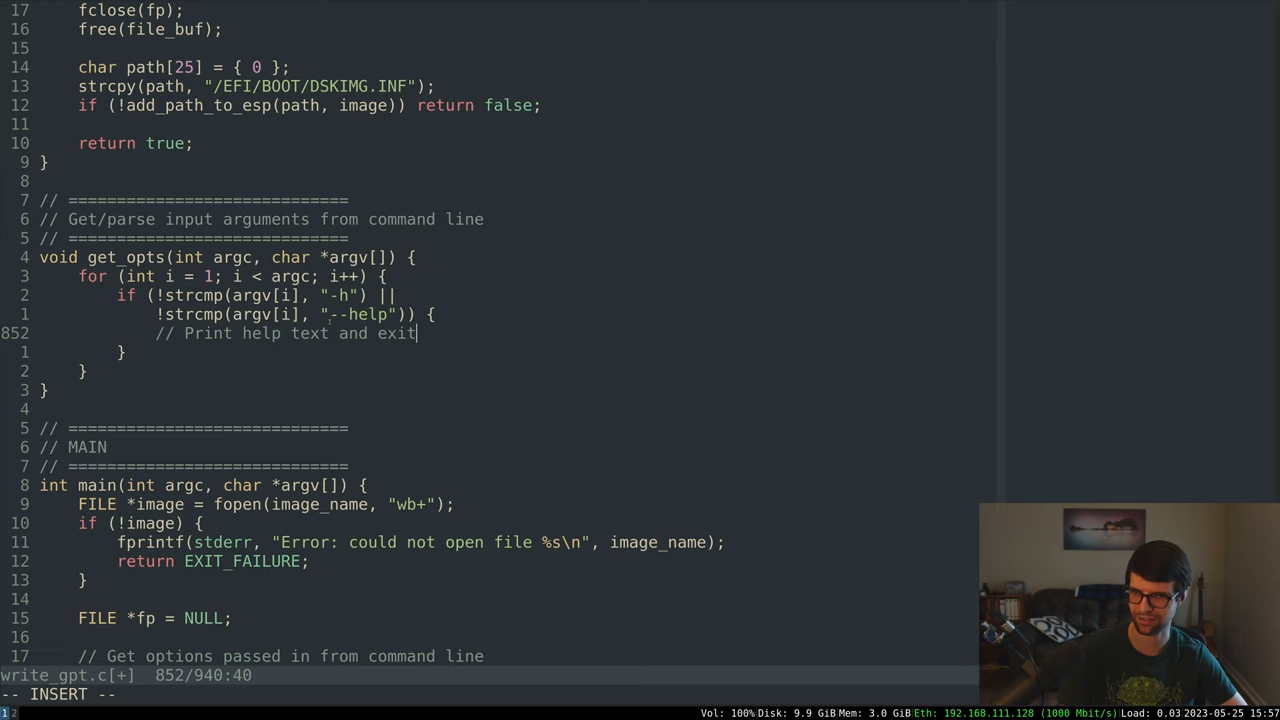 17 fclose(fp);
16 free(file_buf);
15
14 char path[25] = { 0 };
13 strcpy(path, "/EFI/BOOT/DSKIMG.INF");
12 if (!add_path_to_esp(path, image)) return false;
11
10 return true;
9 }
8
7 // =============================
6 // Get/parse input arguments from command line
5 // =============================
4 void get_opts(int argc, char *argv[]) {
3 for (int i = 1; i < argc; i++) {
2 if (!strcmp(argv[i], "-h") ||
1 !strcmp(argv[i], "--help")) {
852 // Print help text and exit
1 }
2 }
3 }
4
5 // =============================
6 // MAIN
7 // =============================
8 int main(int argc, char *argv[]) {
9 FILE *image = fopen(image_name, "wb+");
10 if (!image) {
11 fprintf(stderr, "Error: could not open file %s\n", image_name);
12 return EXIT_FAILURE;
13 }
14
15 FILE *fp = NULL;
16
17 // Get options passed in from command line
write_gpt.c[+] 852/940:40
-- INSERT --
1 2 Vol: 100% Disk: 9.9 GiB Mem: 3.0 GiB Eth: 192.168.111.128 (1000 Mbit/s) Load: 0.03 2023-05-25 15:57